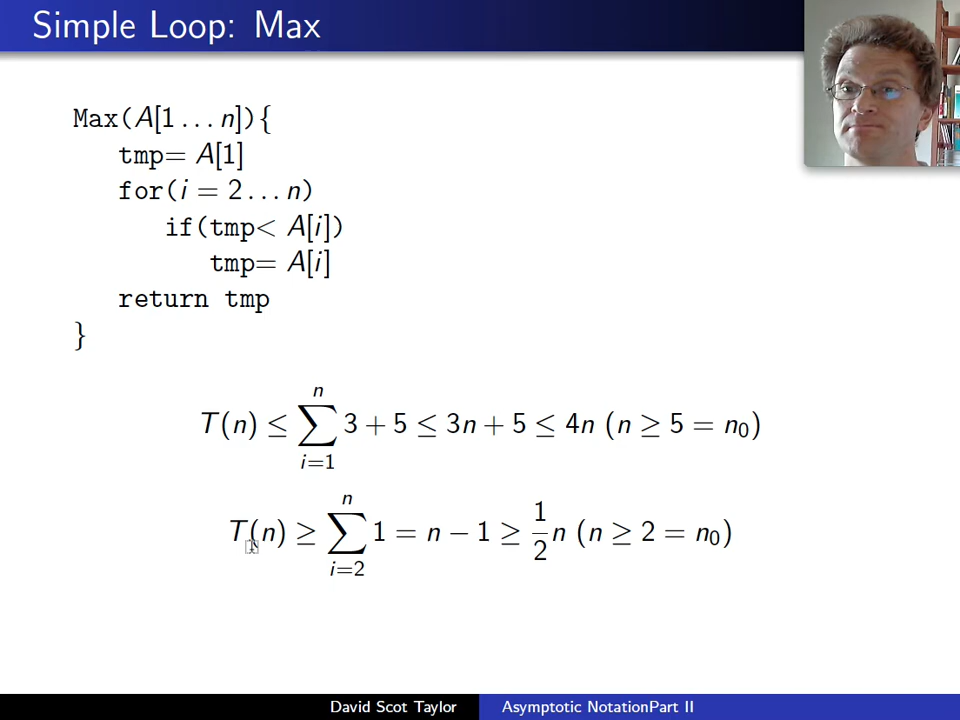 Simple Loop: Max
Max(A[1 . . . n]){
tmp= A[1]
for(i = 2 . . . n)
if(tmp< A[i])
tmp= A[i]
return tmp
}
T(n) ≤ ∑_{i=1}^{n} 3 + 5 ≤ 3n + 5 ≤ 4n (n ≥ 5 = n₀)
T(n) ≥ ∑_{i=2}^{n} 1 = n − 1 ≥ 1/2 n (n ≥ 2 = n₀)
David Scot Taylor
Asymptotic NotationPart II